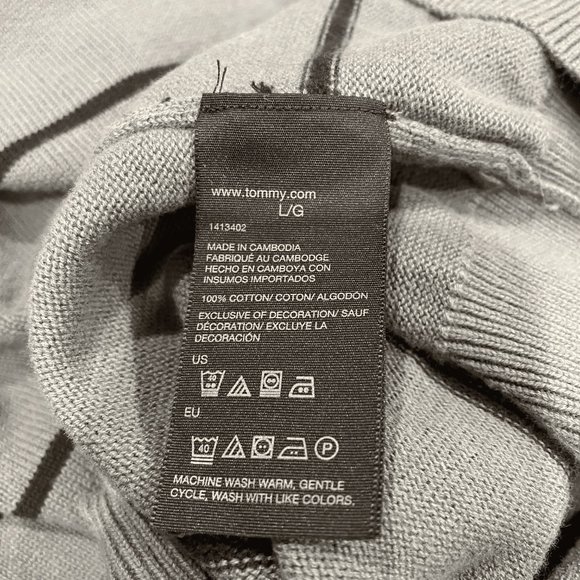 www.tommy.com
L/G
1413402
MADE IN CAMBODIA
FABRIQUÉ AU CAMBODGE
HECHO EN CAMBOYA CON
INSUMOS IMPORTADOS
100% COTTON/ COTON/ ALGODÓN
EXCLUSIVE OF DECORATION/ SAUF
DÉCORATION/ EXCLUYE LA
DECORACIÓN
US
40
EU
40 P
MACHINE WASH WARM, GENTLE
CYCLE, WASH WITH LIKE COLORS.